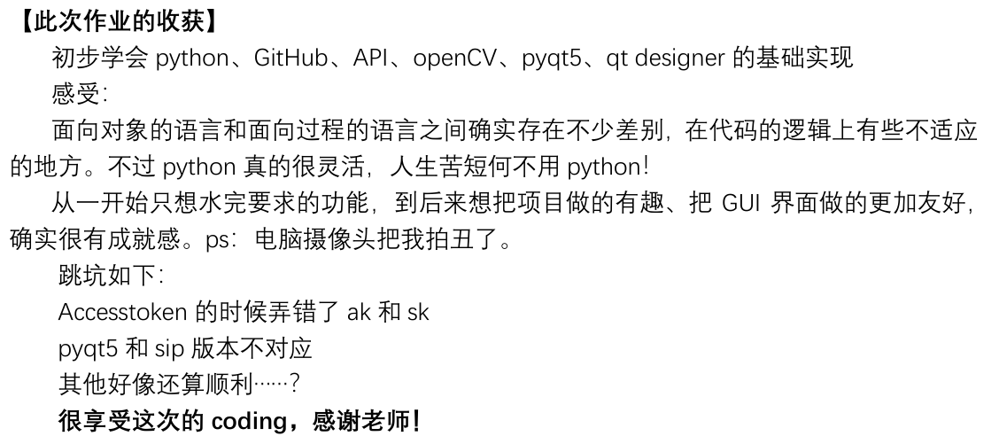 【此次作业的收获】
初步学会 python、GitHub、API、openCV、pyqt5、qt designer 的基础实现
感受：
面向对象的语言和面向过程的语言之间确实存在不少差别，在代码的逻辑上有些不适应
的地方。不过 python 真的很灵活，人生苦短何不用 python！
从一开始只想水完要求的功能，到后来想把项目做的有趣、把 GUI 界面做的更加友好，
确实很有成就感。ps：电脑摄像头把我拍丑了。
跳坑如下：
Accesstoken 的时候弄错了 ak 和 sk
pyqt5 和 sip 版本不对应
其他好像还算顺利……？
很享受这次的 coding，感谢老师！